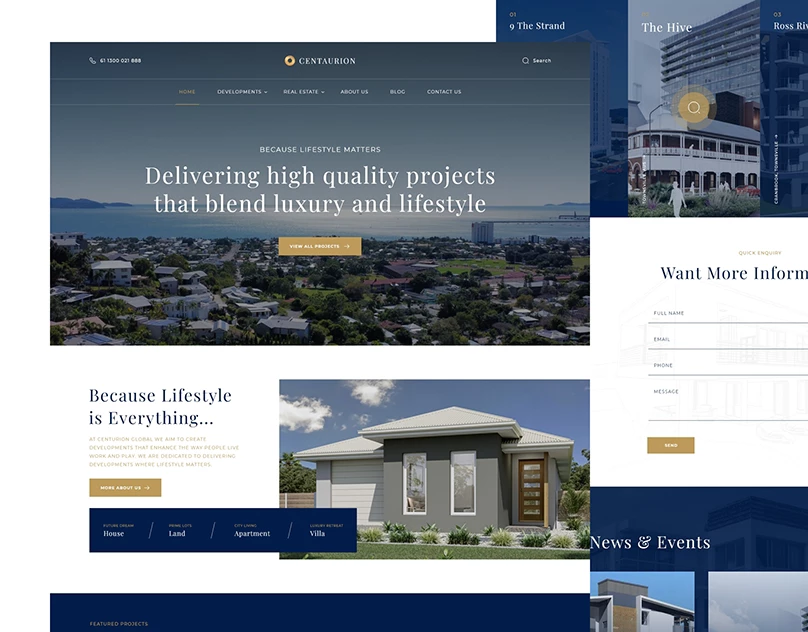 61 1300 021 888
CENTAURION
Search
HOME
DEVELOPMENTS
REAL ESTATE
ABOUT US
BLOG
CONTACT US
BECAUSE LIFESTYLE MATTERS
Delivering high quality projects
that blend luxury and lifestyle
VIEW ALL PROJECTS
Because Lifestyle
is Everything...
AT CENTURION GLOBAL WE AIM TO CREATE
DEVELOPMENTS THAT ENHANCE THE WAY PEOPLE LIVE
WORK AND PLAY. WE ARE DEDICATED TO DELIVERING
DEVELOPMENTS WHERE LIFESTYLE MATTERS.
MORE ABOUT US
FUTURE DREAM
House
PRIME LOTS
Land
CITY LIVING
Apartment
LUXURY RETREAT
Villa
FEATURED PROJECTS
01
9 The Strand
The Hive
03
Ross Riv
CRANBROOK, TOWNSVILLE
QUICK ENQUIRY
Want More Inform
FULL NAME
EMAIL
PHONE
MESSAGE
SEND
News & Events